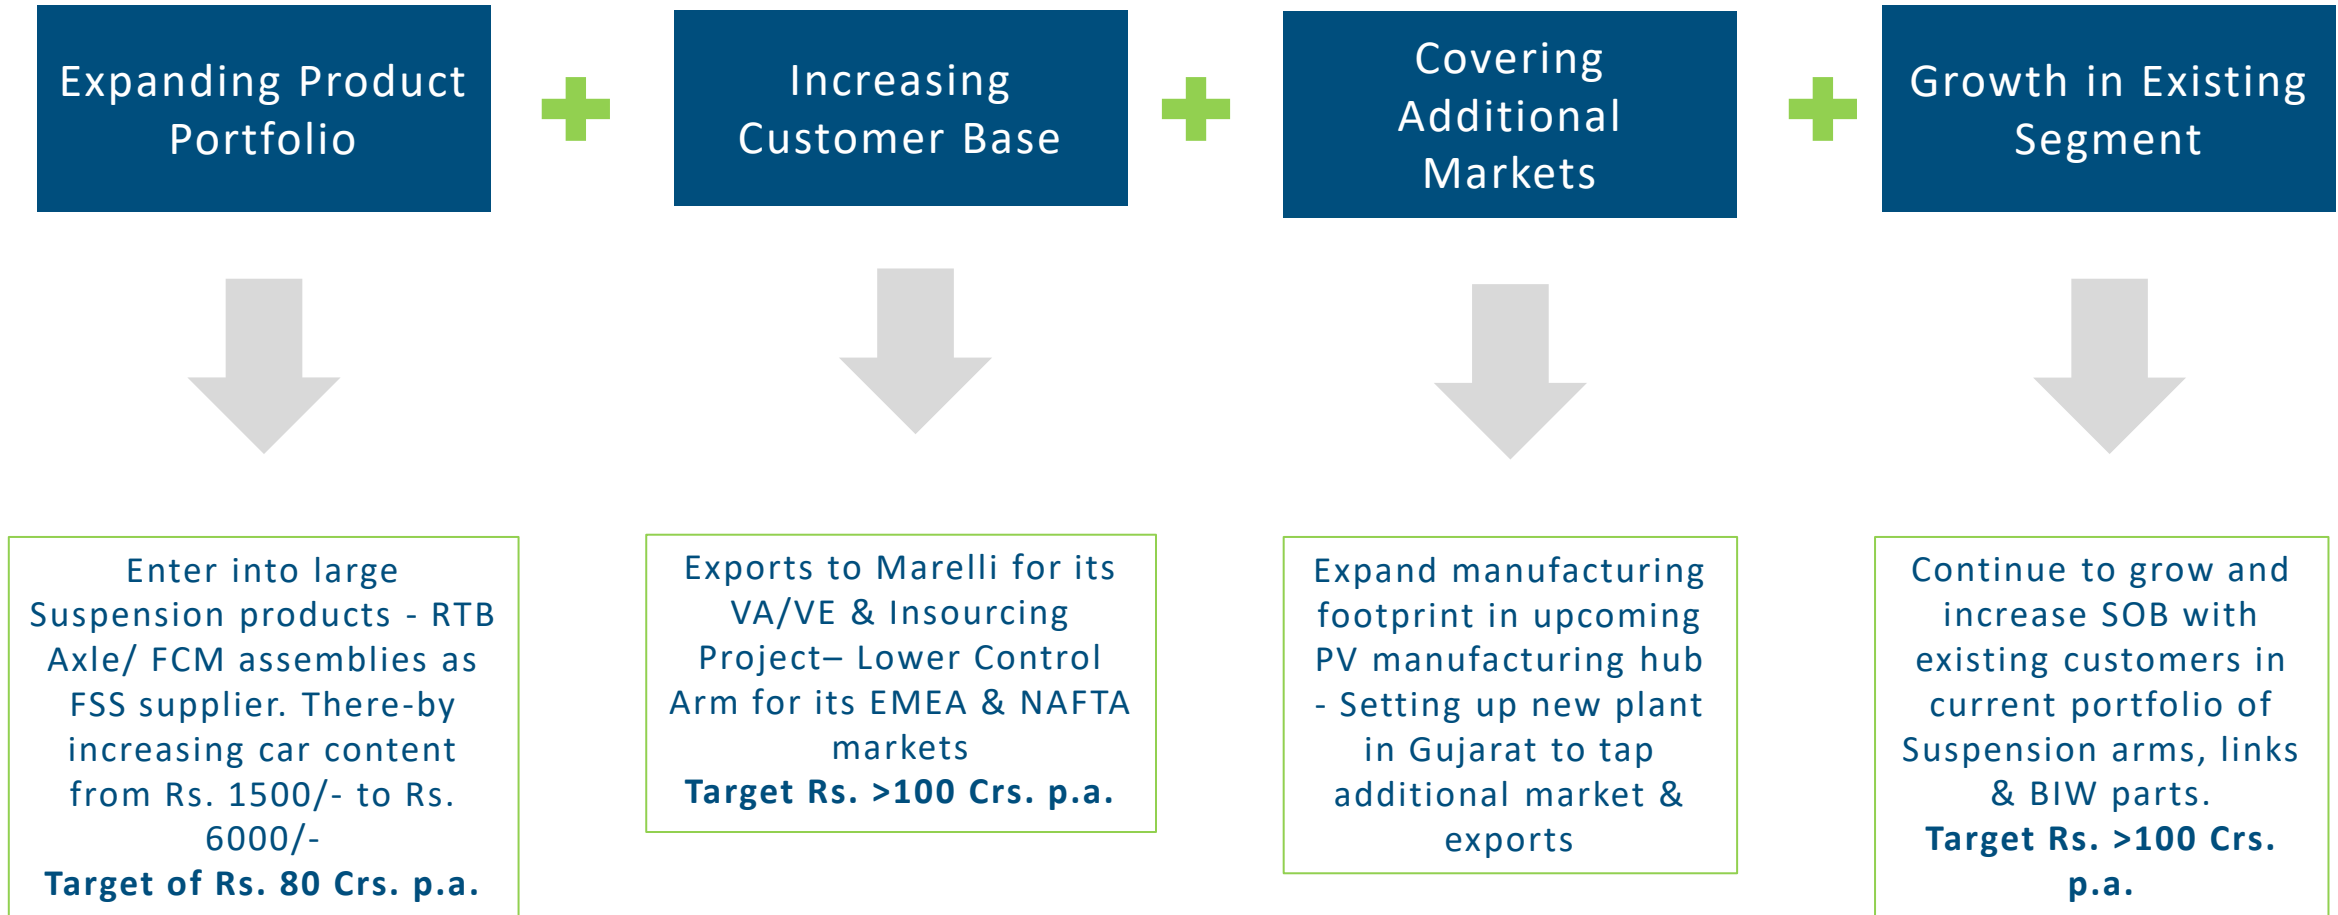 Expanding Product
Portfolio
Increasing
Customer Base
Covering
Additional
Markets
Growth in Existing
Segment
Enter into large
Suspension products - RTB
Axle/ FCM assemblies as
FSS supplier. There-by
increasing car content
from Rs. 1500/- to Rs.
6000/-
Target of Rs. 80 Crs. p.a.
Exports to Marelli for its
VA/VE & Insourcing
Project– Lower Control
Arm for its EMEA & NAFTA
markets
Target Rs. >100 Crs. p.a.
Expand manufacturing
footprint in upcoming
PV manufacturing hub
- Setting up new plant
in Gujarat to tap
additional market &
exports
Continue to grow and
increase SOB with
existing customers in
current portfolio of
Suspension arms, links
& BIW parts.
Target Rs. >100 Crs.
p.a.